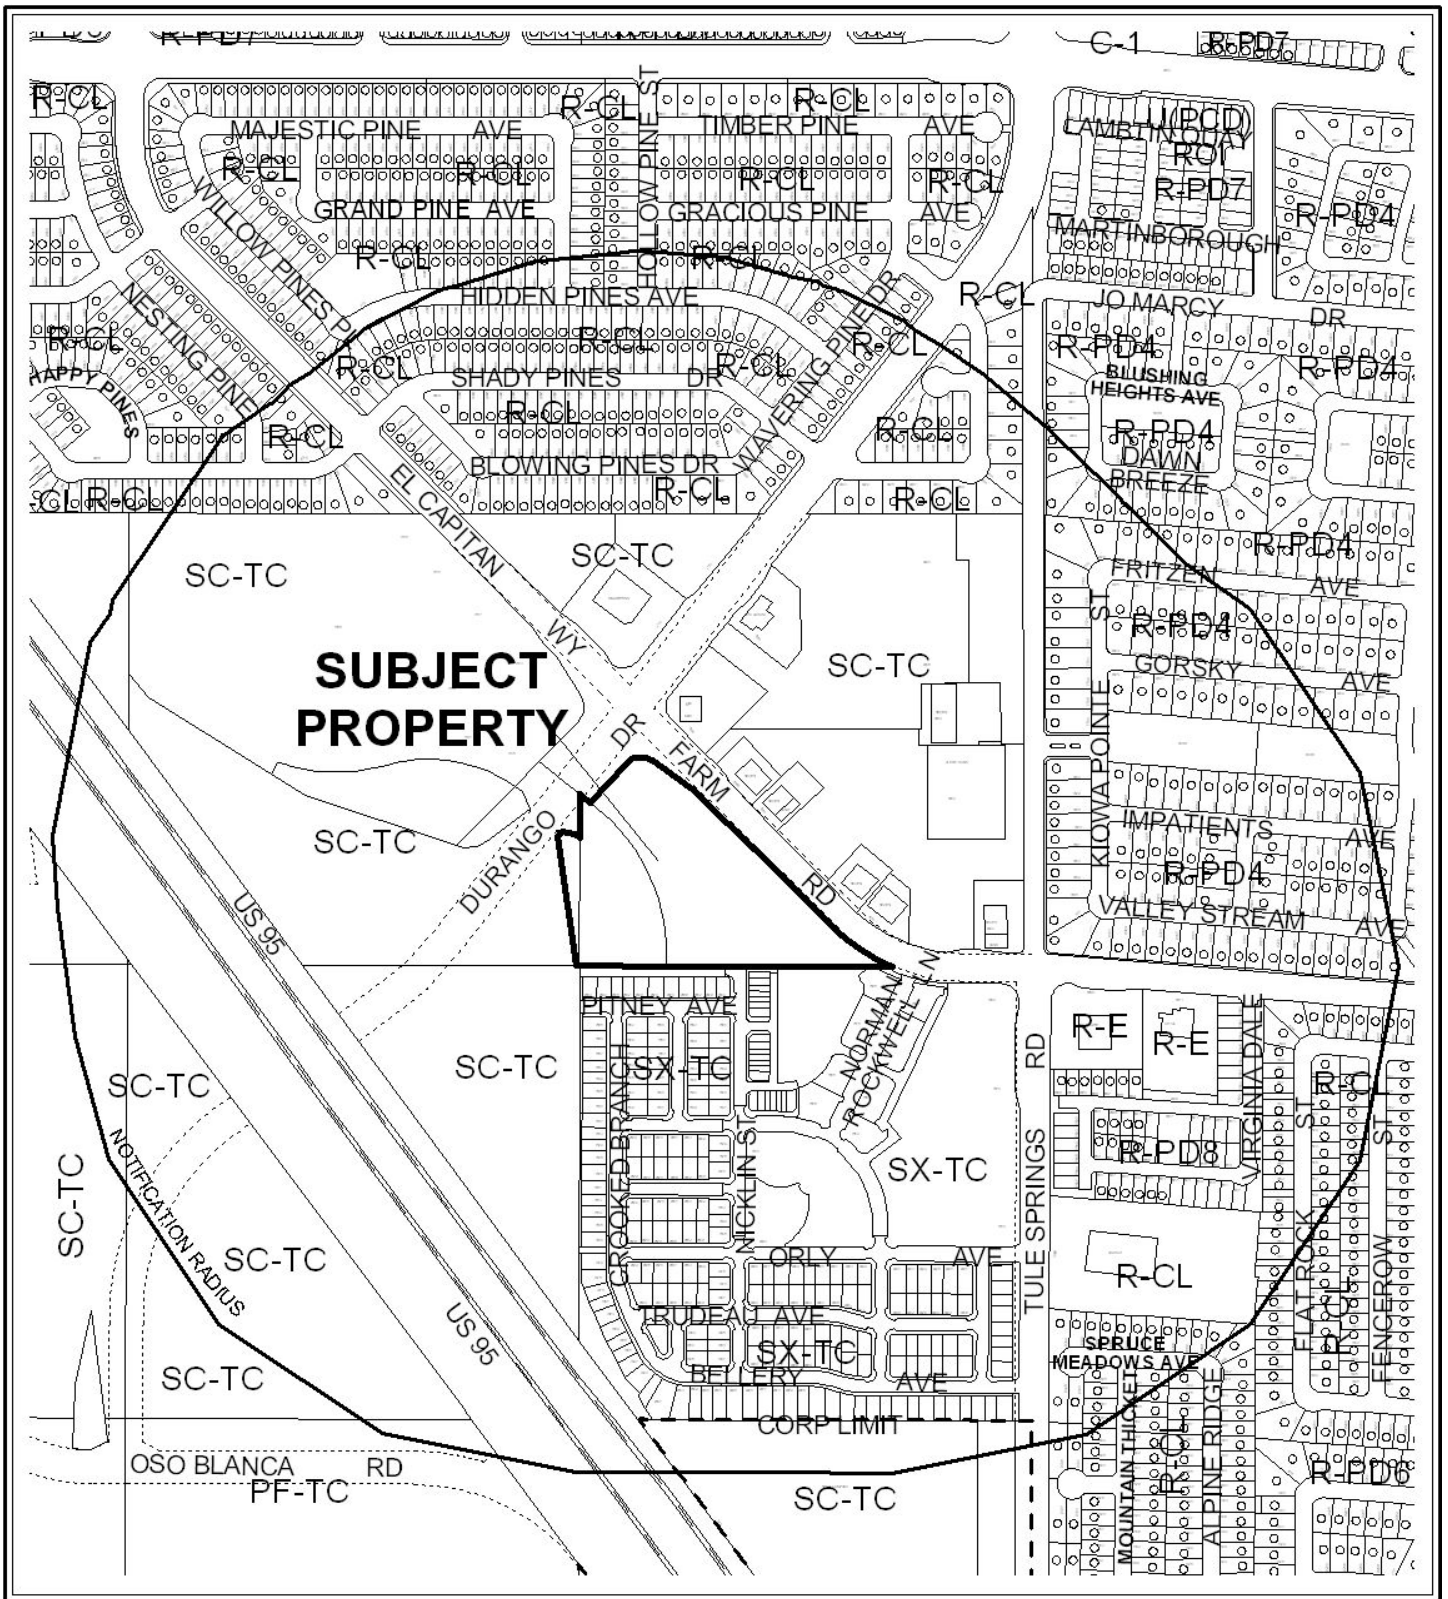 R-PD7
C-1
R-PD7
R-CL
R-CL
R-CL
HOLLOW PINE ST
MAJESTIC PINE AVE
TIMBER PINE AVE
U(PCD)
LAMBTIN QUAY
ROI
R-CL
R-CL
R-CL
R-CL
R-PD7
WILLOW PINES
GRAND PINE AVE
GRACIOUS PINE AVE
R-PD4
MARTINBOROUGH
R-CL
R-CL
NESTING PINE
HIDDEN PINES AVE
WAVERING PINE DR
R-CL
JO MARCY DR
R-CL
R-CL
R-CL
R-PD4
R-CL
R-CL
R-PD4
HAPPY PINES
SHADY PINES DR
BLUSHING
HEIGHTS AVE
R-CL
R-CL
R-CL
R-PD4
DAWN
BREEZE
BLOWING PINES DR
CL R-CL
R-CL
R-CL
EL CAPITAN WY
SC-TC
SC-TC
R-PD4
FRITZEN AVE
KIOWA POINTE ST
R-PD4
SUBJECT
PROPERTY
SC-TC
GORSKY AVE
DURANGO DR
FARM RD
SC-TC
IMPATIENTS AVE
R-PD4
US 95
VALLEY STREAM AVE
PITNEY AVE
NORMAN
ROCKWELL LN
R-E
R-E
VIRGINIA DALE
SC-TC
SX-TC
SC-TC
CROOKED BRANCH
NICKLIN ST
TULE SPRINGS RD
R-CL
NOTIFICATION RADIUS
SC-TC
SX-TC
R-PD8
FLATROCK ST
FENCEROW ST
SC-TC
ORLY AVE
R-CL
R-CL
US 95
TRUDEAU AVE
SX-TC
SPRUCE
MEADOWS AVE
SC-TC
BELLERY AVE
MOUNTAIN THICKET
R-CL
ALPINE RIDGE
CORP LIMIT
OSO BLANCA RD
PF-TC
SC-TC
R-PD6